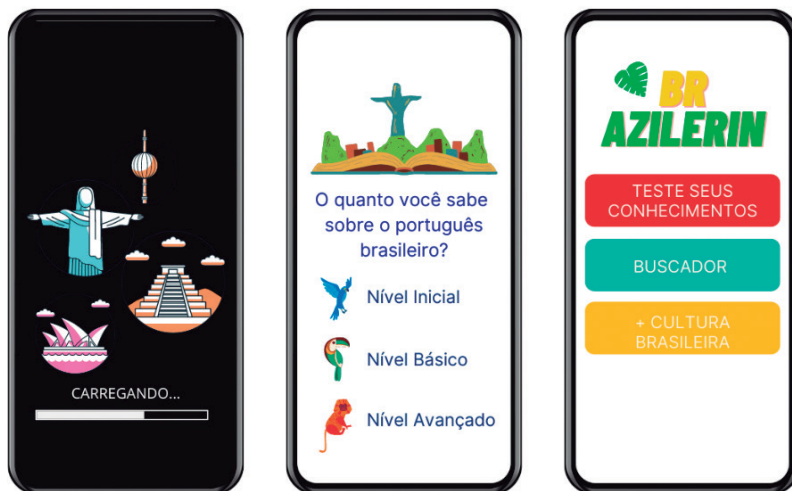 CARREGANDO...
O quanto você sabe
sobre o português
brasileiro?
Nível Inicial
Nível Básico
Nível Avançado
BR
AZILERIN
TESTE SEUS
CONHECIMENTOS
BUSCADOR
+ CULTURA
BRASILEIRA